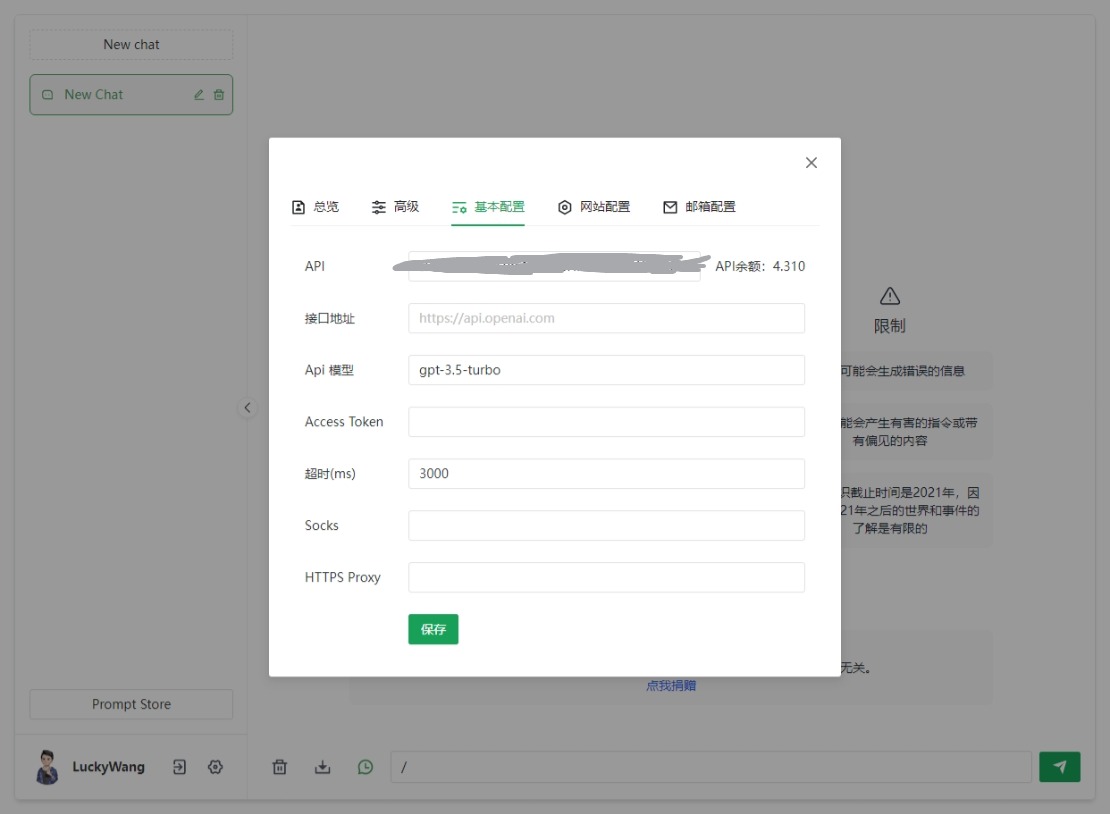 New chat
New Chat
总览
高级
基本配置
网站配置
邮箱配置
API
API余额：4.310
接口地址
https://api.openai.com
Api 模型
gpt-3.5-turbo
Access Token
超时(ms)
3000
Socks
HTTPS Proxy
保存
限制
可能会生成错误的信息
能会产生有害的指令或带
有偏见的内容
识截止时间是2021年，因
21年之后的世界和事件的
了解是有限的
无关。
点我捐赠
Prompt Store
LuckyWang
/